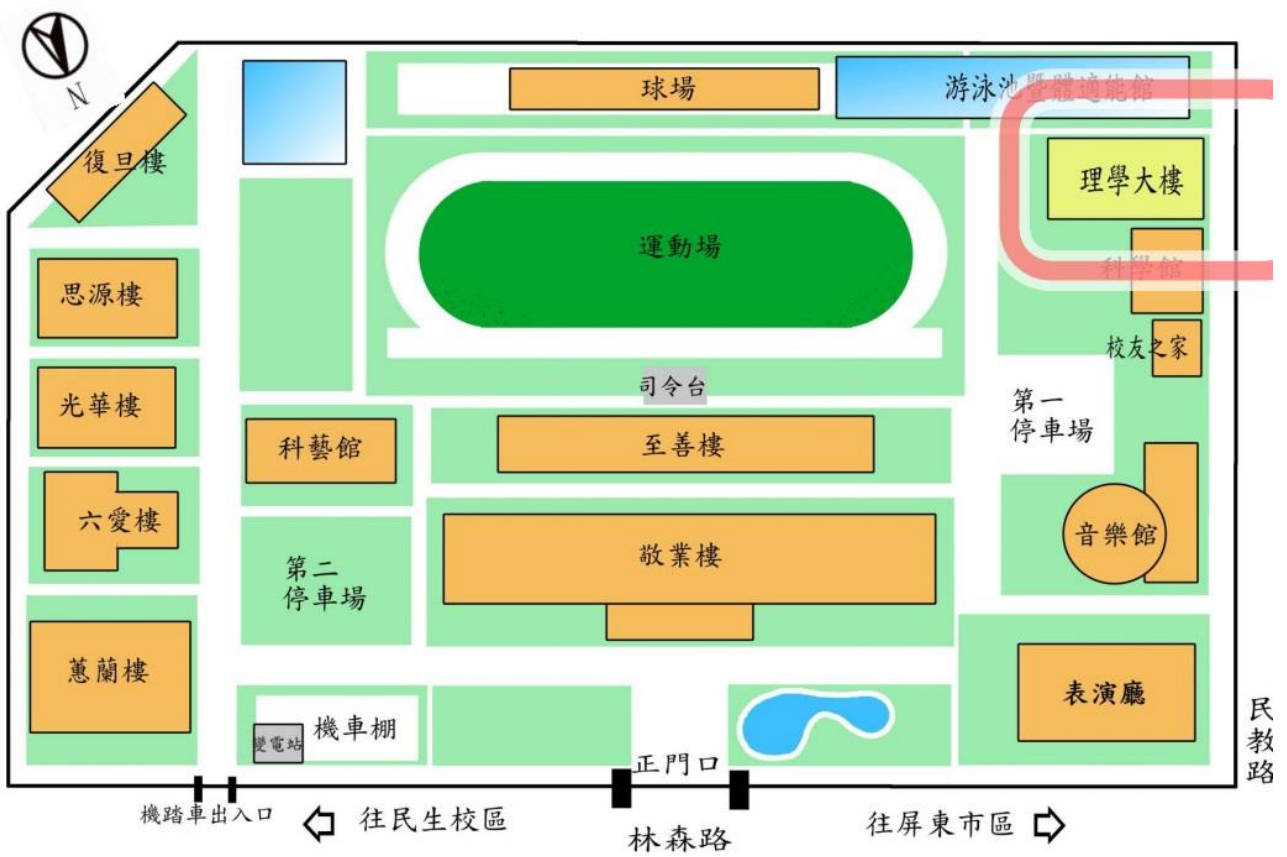 N
球場
游泳池暨體適能館
復旦樓
理學大樓
運動場
科學館
思源樓
校友之家
司令台
光華樓
第一
停車場
科藝館
至善樓
六愛樓
敬業樓
音樂館
第二
停車場
蕙蘭樓
表演廳
機車棚
變電站
民教路
正門口
機踏車出入口
往民生校區
林森路
往屏東市區